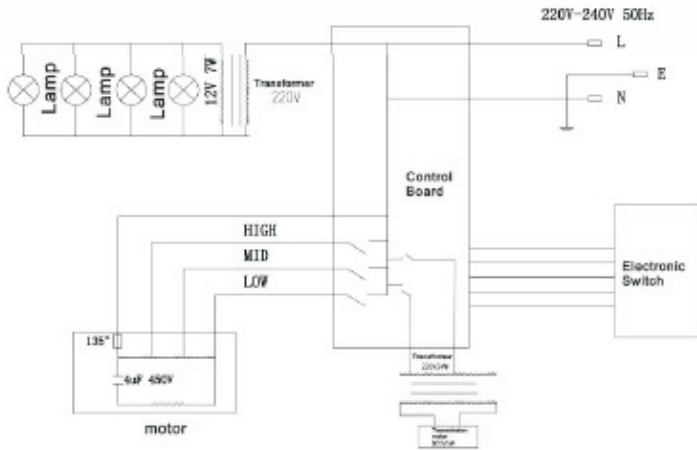 220V-240V 50Hz
L
E
N
Lamp
Lamp
Lamp
12V 7W
Transformer
220V
Control
Board
HIGH
MID
LOW
Electronic
Switch
135°
4uF 450V
motor
Transformer
motor